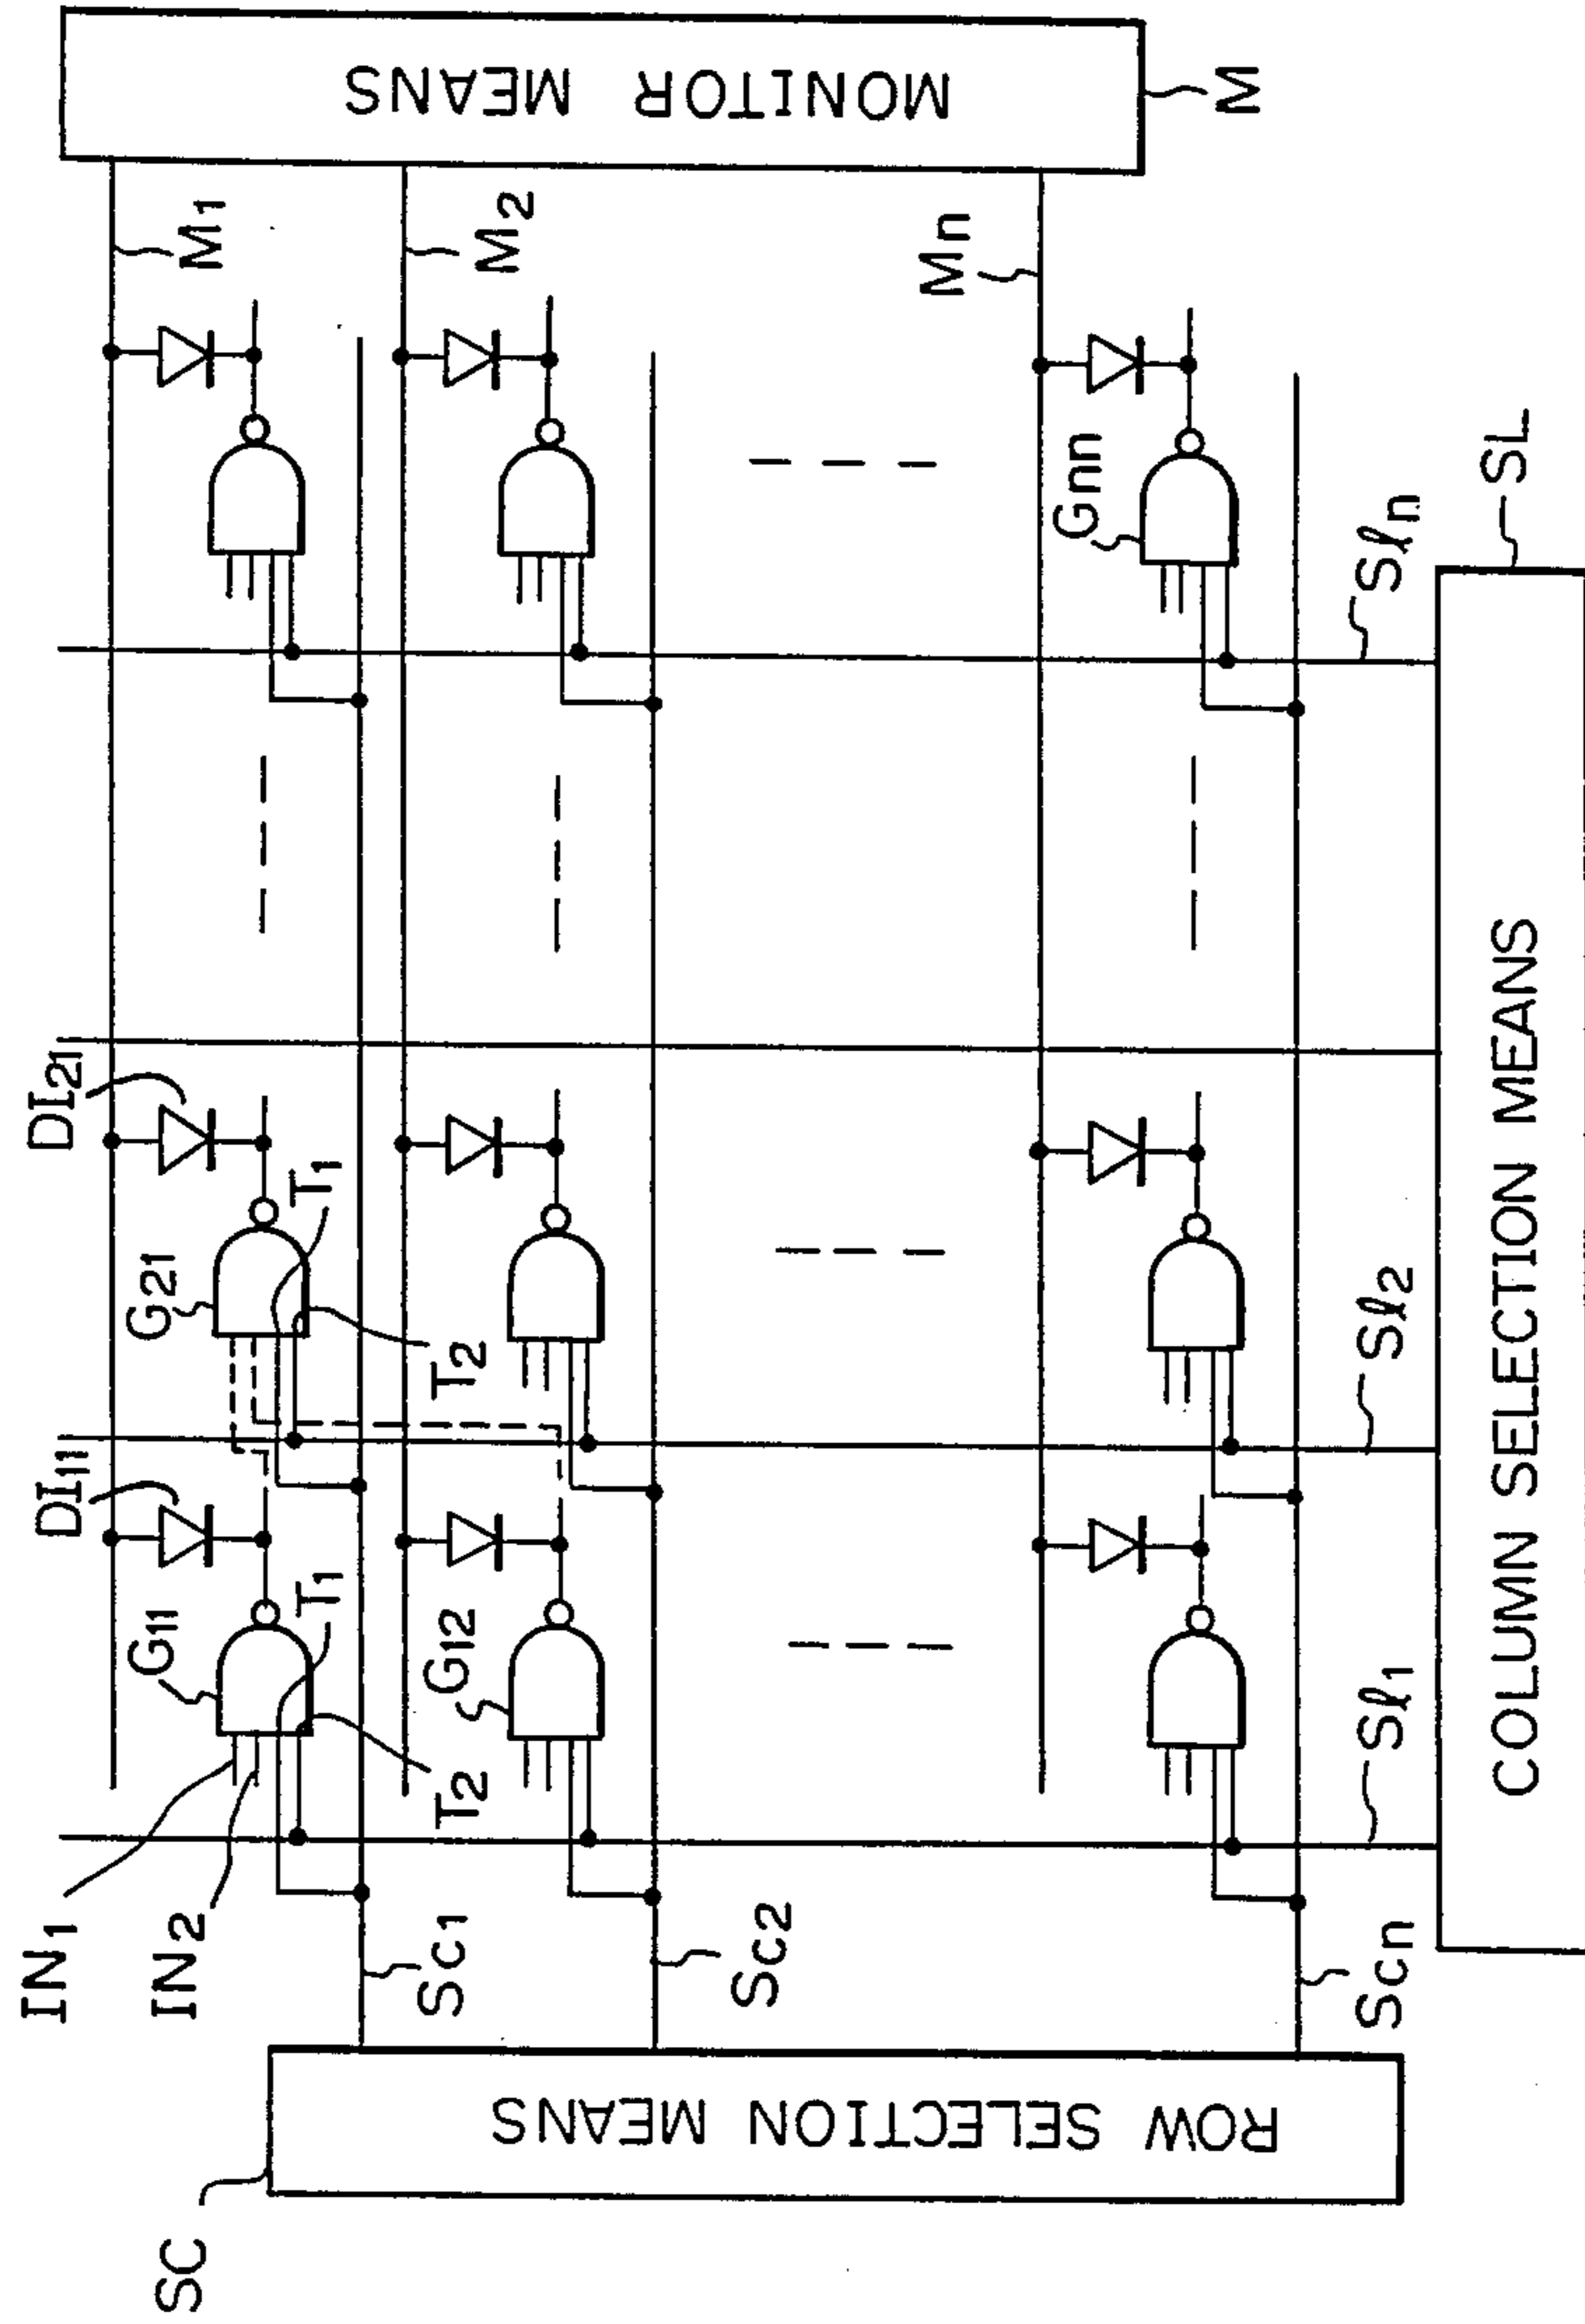 MONITOR MEANS
M
M1
M2
Mn
Gnn
Sℓn
SL
DI21
G21
T1
T2
Sℓ2
DI11
G11
T1
G12
T2
Sℓ1
COLUMN SELECTION MEANS
IN1
IN2
Sc1
Sc2
Scn
ROW SELECTION MEANS
SC